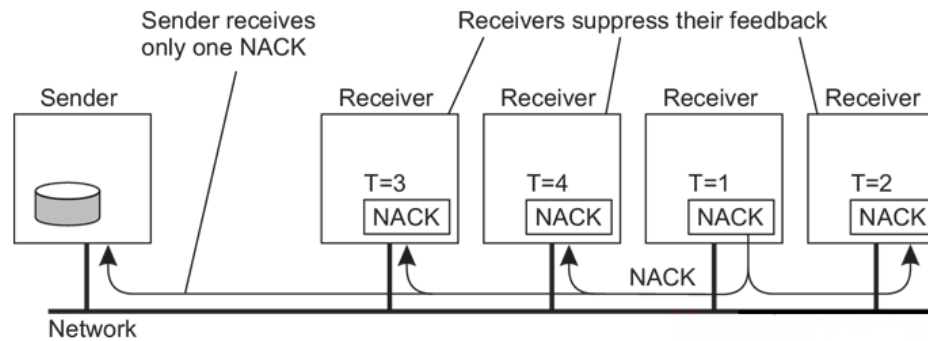 Sender receives
only one NACK
Receivers suppress their feedback
Sender
Receiver
Receiver
Receiver
Receiver
T=3
NACK
T=4
NACK
T=1
NACK
T=2
NACK
NACK
Network